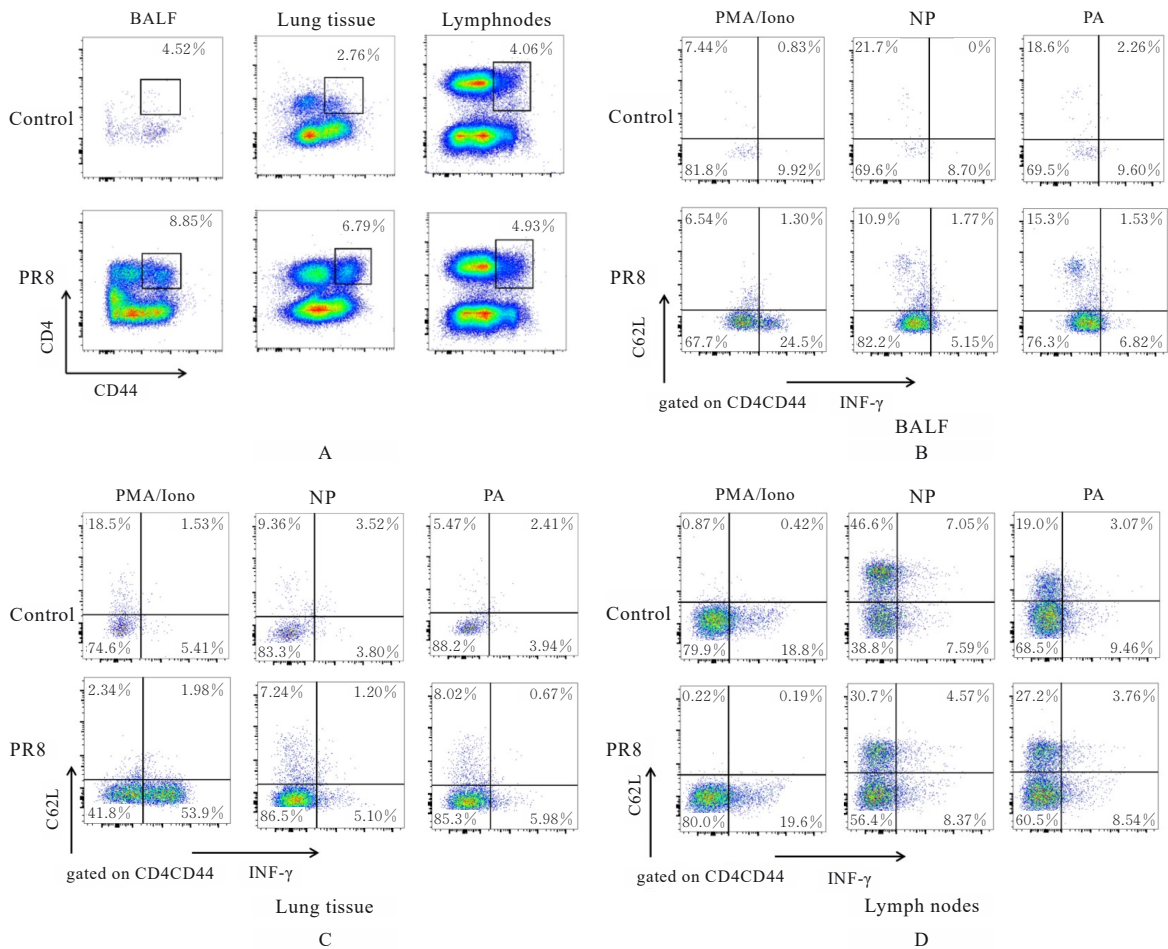 BALF
Lung tissue
Lymphnodes
Control
4.52%
2.76%
4.06%
PR8
8.85%
6.79%
4.93%
CD4
CD44
A
PMA/Iono
NP
PA
Control
7.44% 0.83%
81.8% 9.92%
21.7% 0%
69.6% 8.70%
18.6% 2.26%
69.5% 9.60%
PR8
6.54% 1.30%
67.7% 24.5%
10.9% 1.77%
82.2% 5.15%
15.3% 1.53%
76.3% 6.82%
C62L
gated on CD4CD44
INF-γ
BALF
B
PMA/Iono
NP
PA
Control
18.5% 1.53%
74.6% 5.41%
9.36% 3.52%
83.3% 3.80%
5.47% 2.41%
88.2% 3.94%
PR8
2.34% 1.98%
41.8% 53.9%
7.24% 1.20%
86.5% 5.10%
8.02% 0.67%
85.3% 5.98%
C62L
gated on CD4CD44
INF-γ
Lung tissue
C
PMA/Iono
NP
PA
Control
0.87% 0.42%
79.9% 18.8%
46.6% 7.05%
38.8% 7.59%
19.0% 3.07%
68.5% 9.46%
PR8
0.22% 0.19%
80.0% 19.6%
30.7% 4.57%
56.4% 8.37%
27.2% 3.76%
60.5% 8.54%
C62L
gated on CD4CD44
INF-γ
Lymph nodes
D